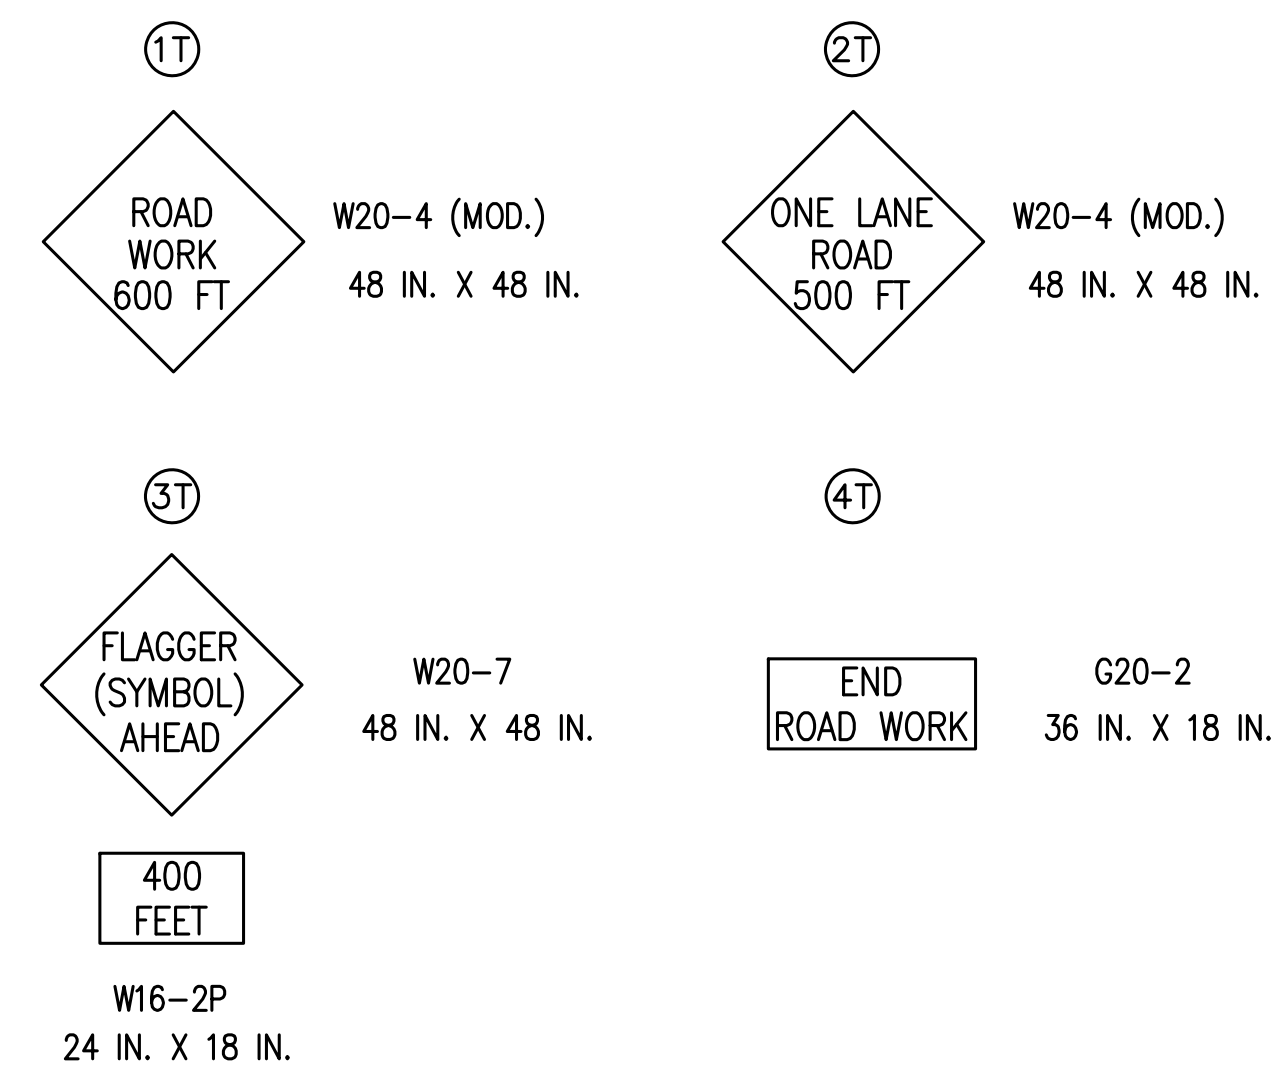 1T
ROAD
WORK
600 FT
W20-4 (MOD.)
48 IN. X 48 IN.
2T
ONE LANE
ROAD
500 FT
W20-4 (MOD.)
48 IN. X 48 IN.
3T
FLAGGER
(SYMBOL)
AHEAD
W20-7
48 IN. X 48 IN.
400
FEET
W16-2P
24 IN. X 18 IN.
4T
END
ROAD WORK
G20-2
36 IN. X 18 IN.